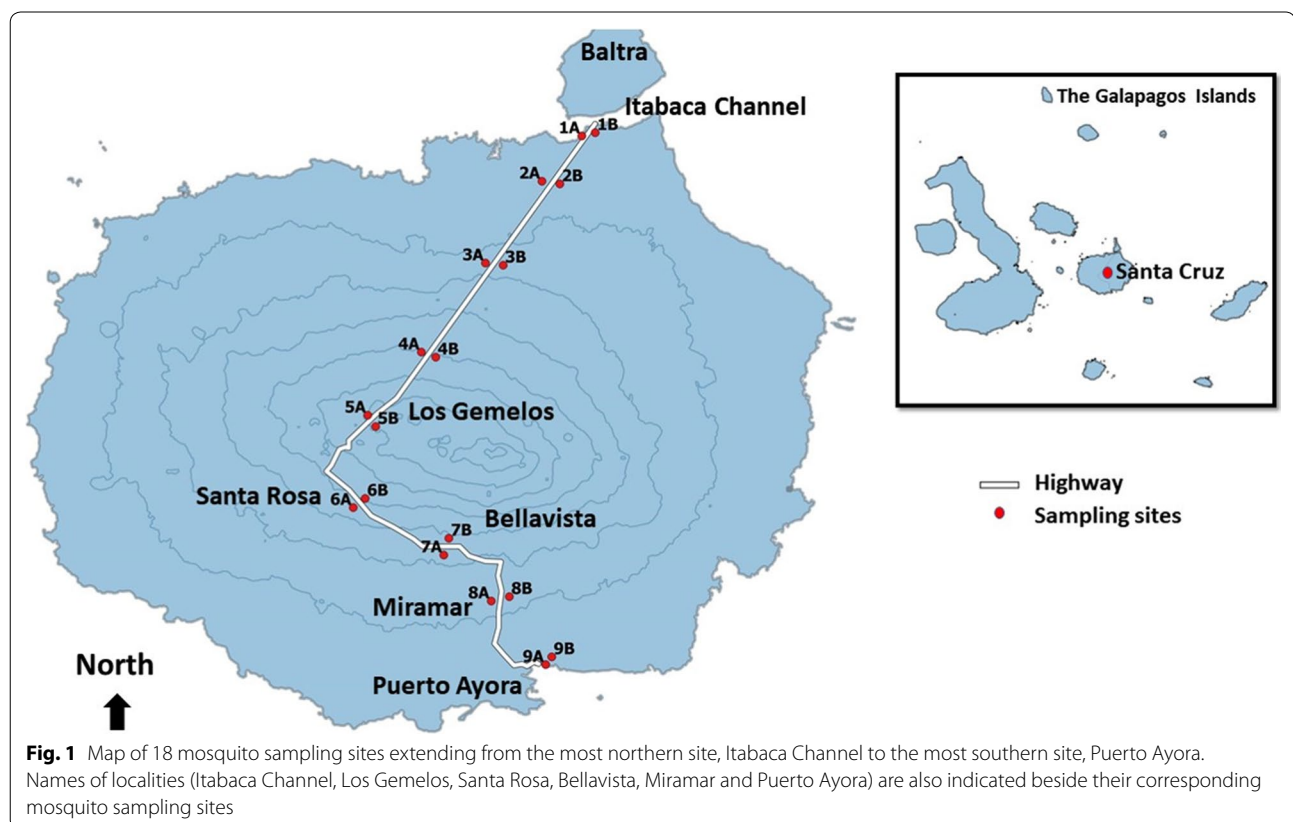 Baltra
Itabaca Channel
1A 1B
2A 2B
3A 3B
4A 4B
5A Los Gemelos
5B
Santa Rosa 6A 6B
Bellavista
7B
7A
Miramar 8A 8B
9A 9B
Puerto Ayora
North
The Galapagos Islands
Santa Cruz
Highway
Sampling sites
Fig. 1 Map of 18 mosquito sampling sites extending from the most northern site, Itabaca Channel to the most southern site, Puerto Ayora.
Names of localities (Itabaca Channel, Los Gemelos, Santa Rosa, Bellavista, Miramar and Puerto Ayora) are also indicated beside their corresponding
mosquito sampling sites